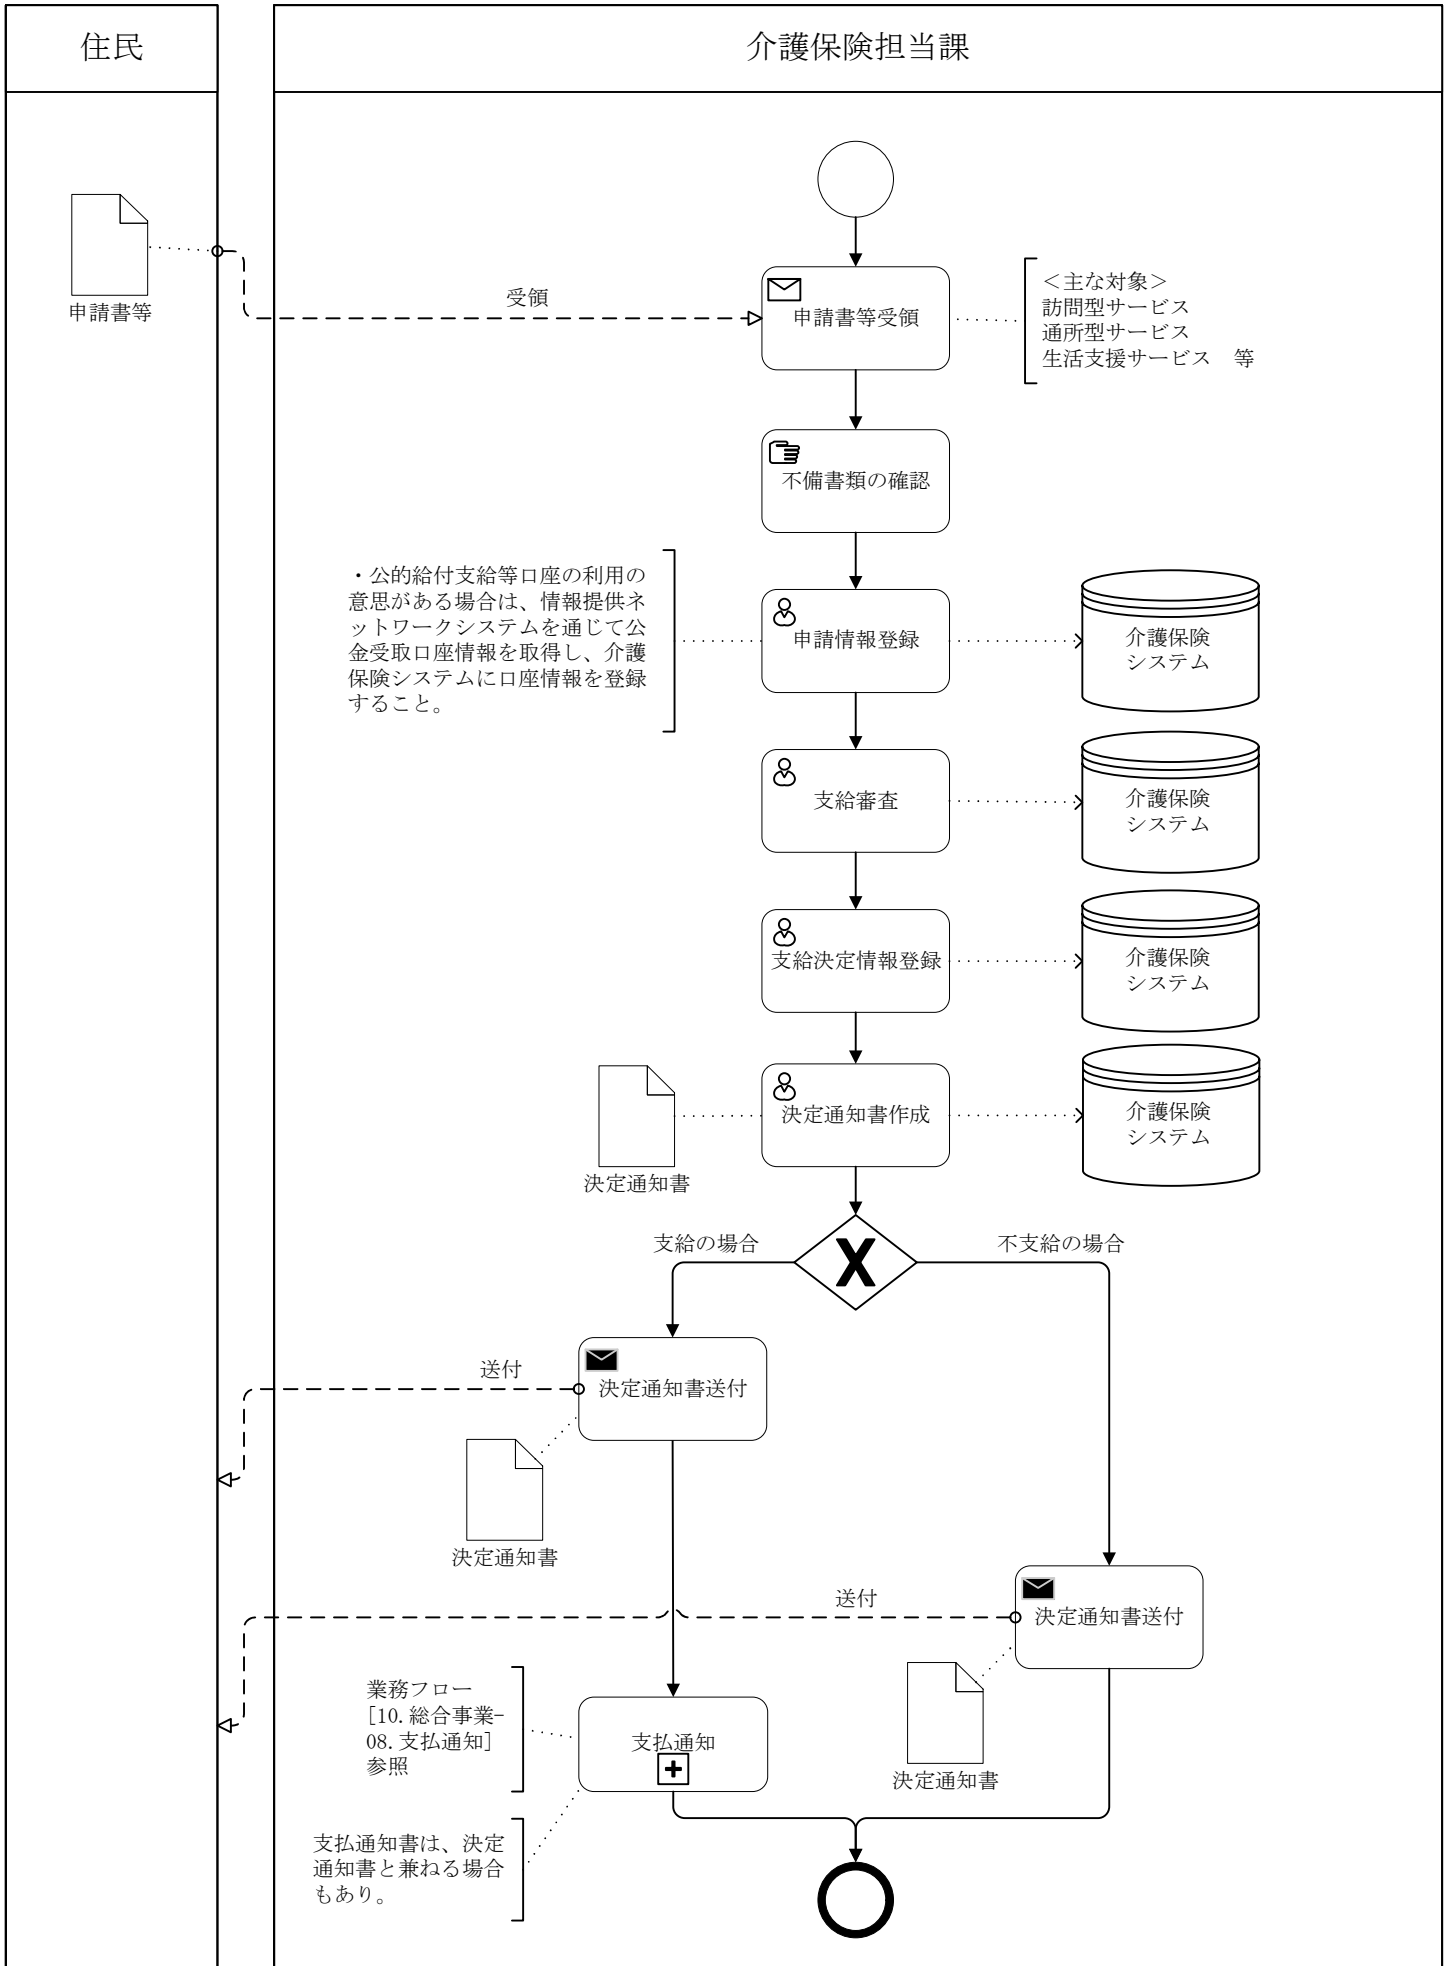 住民
介護保険担当課
申請書等
受領
申請書等受領
＜主な対象＞
訪問型サービス
通所型サービス
生活支援サービス　等
不備書類の確認
・公的給付支給等口座の利用の
意思がある場合は、情報提供ネ
ットワークシステムを通じて公
金受取口座情報を取得し、介護
保険システムに口座情報を登録
すること。
申請情報登録
介護保険
システム
支給審査
介護保険
システム
支給決定情報登録
介護保険
システム
決定通知書
決定通知書作成
介護保険
システム
支給の場合
不支給の場合
送付
決定通知書送付
決定通知書
送付
決定通知書送付
決定通知書
業務フロー
[10.総合事業-
08.支払通知]
参照
支払通知
支払通知書は、決定
通知書と兼ねる場合
もあり。